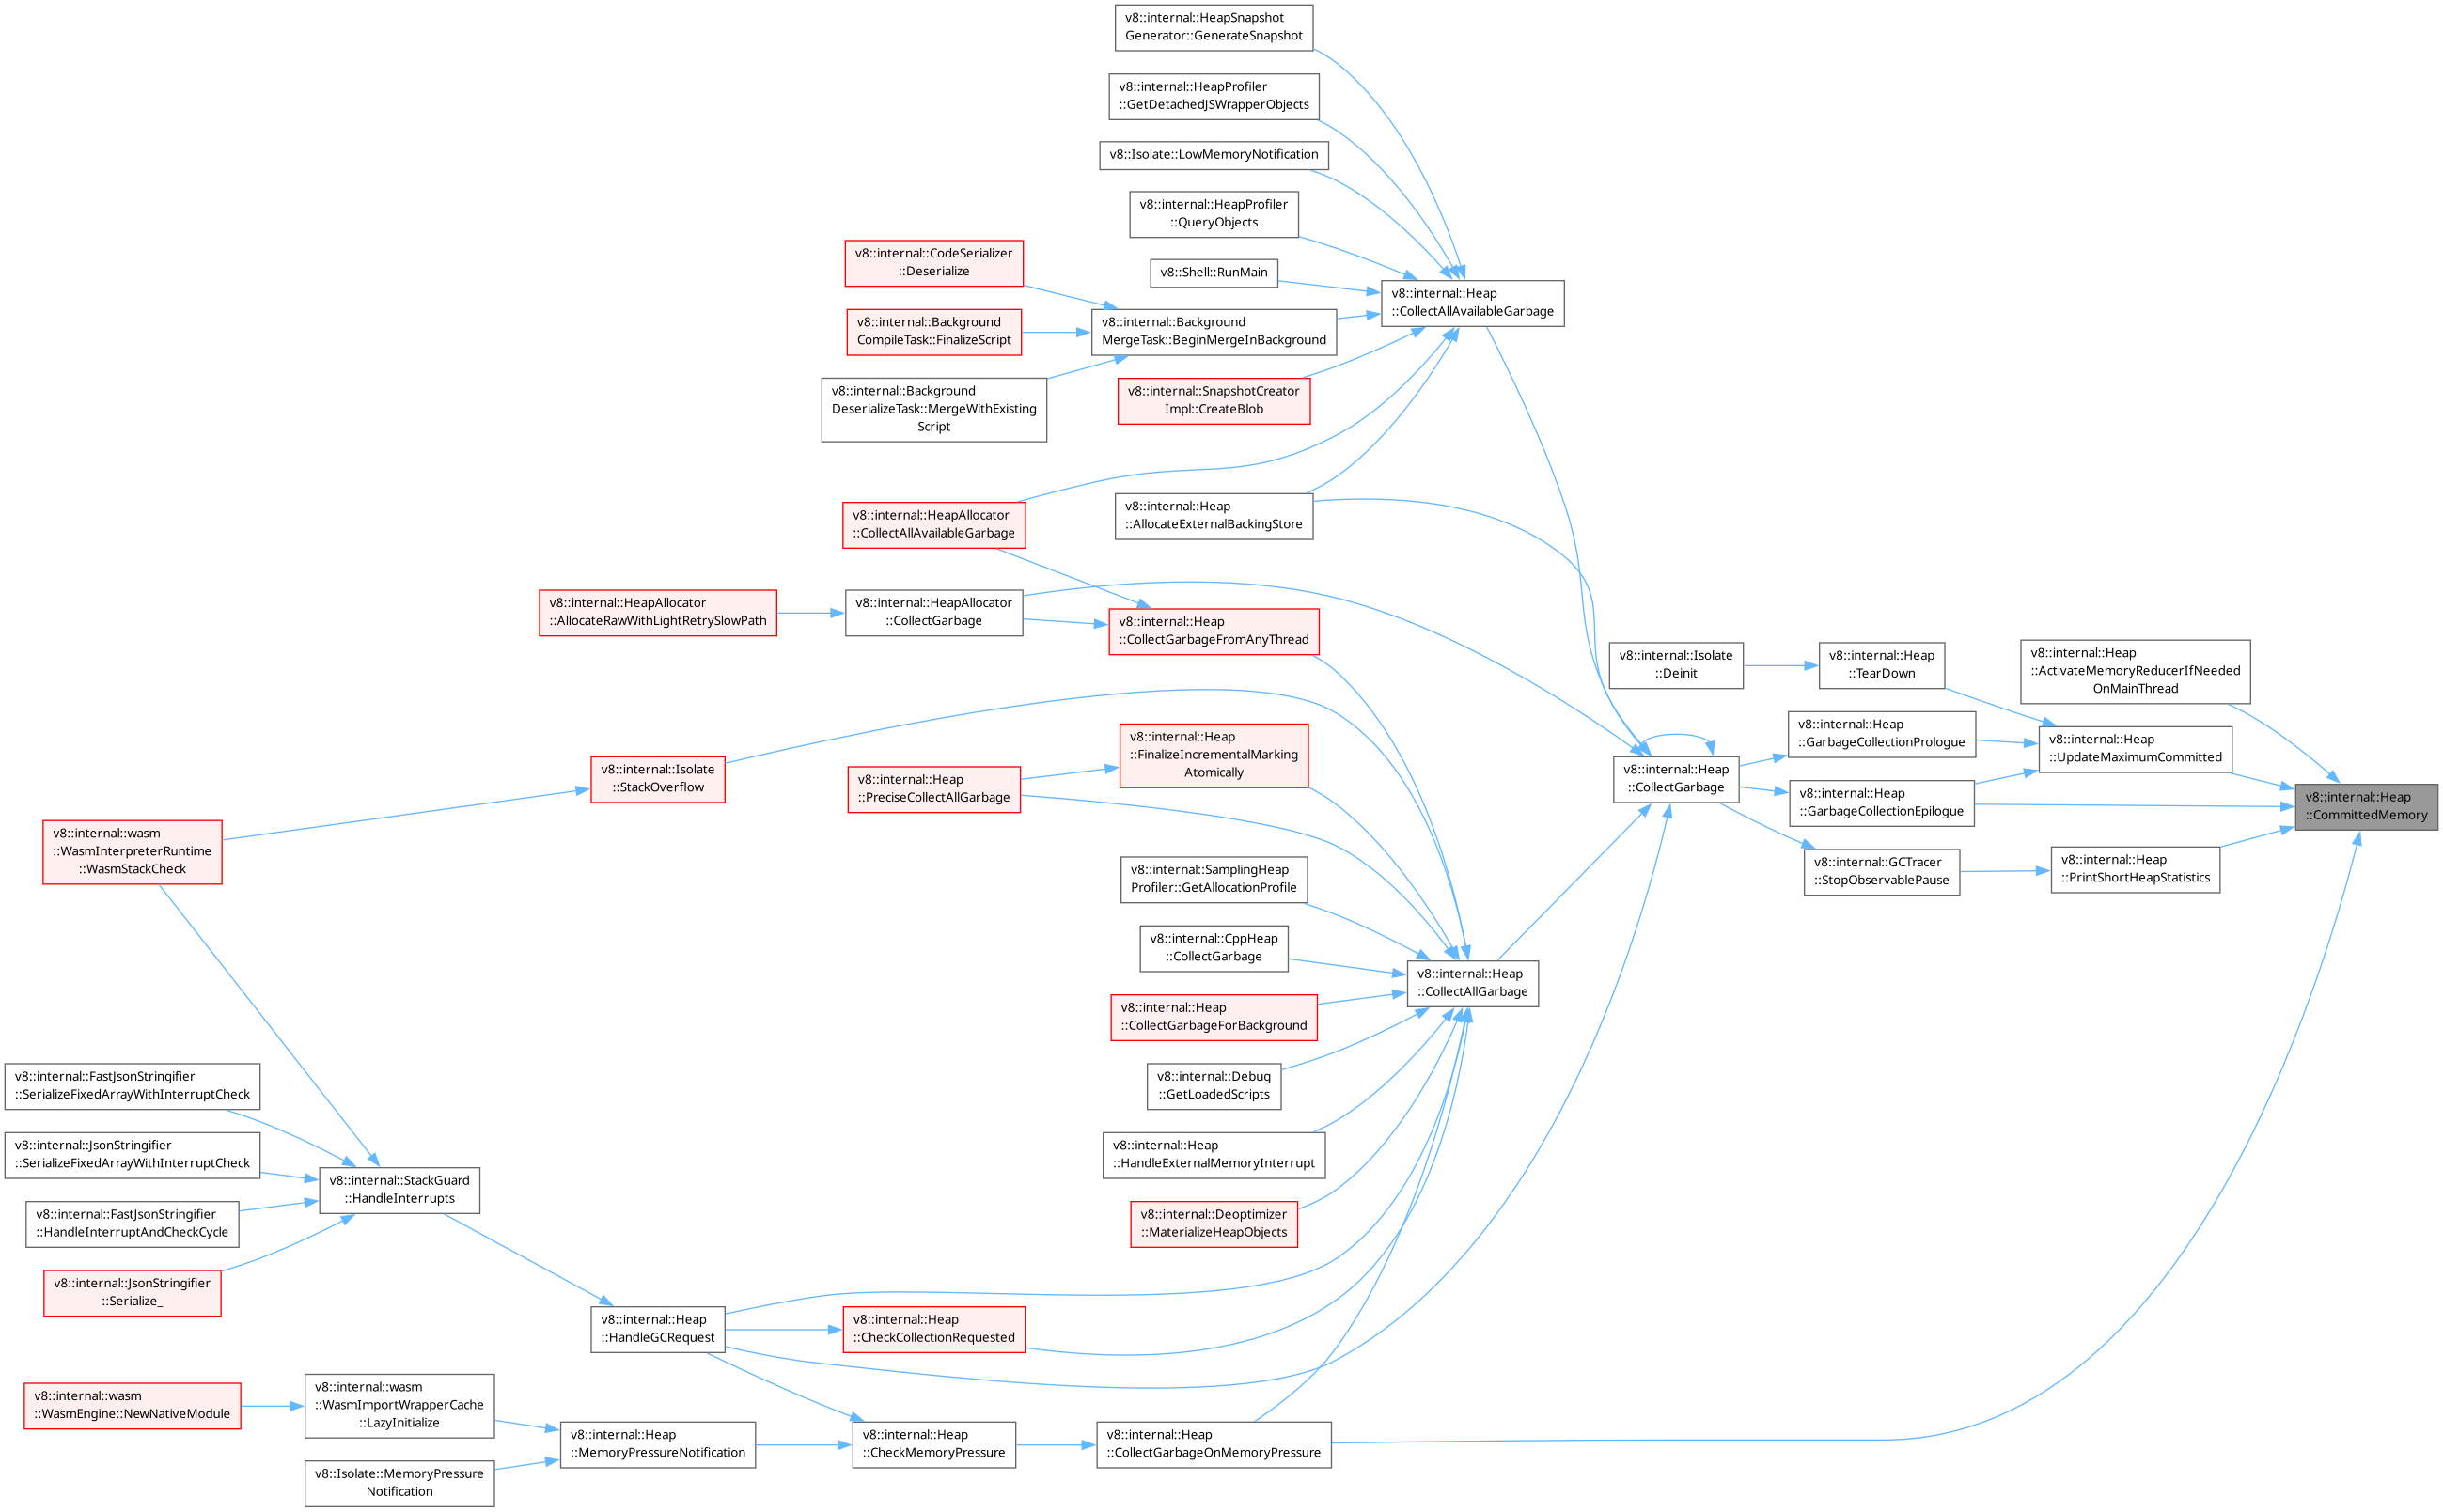 v8::internal::HeapSnapshot
Generator::GenerateSnapshot
v8::internal::HeapProfiler
::GetDetachedJSWrapperObjects
v8::Isolate::LowMemoryNotification
v8::internal::HeapProfiler
::QueryObjects
v8::Shell::RunMain
v8::internal::CodeSerializer
::Deserialize
v8::internal::Background
CompileTask::FinalizeScript
v8::internal::Background
DeserializeTask::MergeWithExisting
Script
v8::internal::Background
MergeTask::BeginMergeInBackground
v8::internal::SnapshotCreator
Impl::CreateBlob
v8::internal::Heap
::CollectAllAvailableGarbage
v8::internal::HeapAllocator
::CollectAllAvailableGarbage
v8::internal::Heap
::AllocateExternalBackingStore
v8::internal::HeapAllocator
::AllocateRawWithLightRetrySlowPath
v8::internal::HeapAllocator
::CollectGarbage
v8::internal::Heap
::CollectGarbageFromAnyThread
v8::internal::Isolate
::Deinit
v8::internal::Heap
::TearDown
v8::internal::Heap
::ActivateMemoryReducerIfNeeded
OnMainThread
v8::internal::Heap
::GarbageCollectionPrologue
v8::internal::Heap
::UpdateMaximumCommitted
v8::internal::Heap
::CollectGarbage
v8::internal::Heap
::GarbageCollectionEpilogue
v8::internal::Heap
::CommittedMemory
v8::internal::GCTracer
::StopObservablePause
v8::internal::Heap
::PrintShortHeapStatistics
v8::internal::Isolate
::StackOverflow
v8::internal::Heap
::PreciseCollectAllGarbage
v8::internal::Heap
::FinalizeIncrementalMarking
Atomically
v8::internal::wasm
::WasmInterpreterRuntime
::WasmStackCheck
v8::internal::SamplingHeap
Profiler::GetAllocationProfile
v8::internal::CppHeap
::CollectGarbage
v8::internal::Heap
::CollectAllGarbage
v8::internal::Heap
::CollectGarbageForBackground
v8::internal::Debug
::GetLoadedScripts
v8::internal::Heap
::HandleExternalMemoryInterrupt
v8::internal::Deoptimizer
::MaterializeHeapObjects
v8::internal::FastJsonStringifier
::SerializeFixedArrayWithInterruptCheck
v8::internal::JsonStringifier
::SerializeFixedArrayWithInterruptCheck
v8::internal::FastJsonStringifier
::HandleInterruptAndCheckCycle
v8::internal::JsonStringifier
::Serialize_
v8::internal::StackGuard
::HandleInterrupts
v8::internal::Heap
::HandleGCRequest
v8::internal::Heap
::CheckCollectionRequested
v8::internal::wasm
::WasmEngine::NewNativeModule
v8::internal::wasm
::WasmImportWrapperCache
::LazyInitialize
v8::Isolate::MemoryPressure
Notification
v8::internal::Heap
::MemoryPressureNotification
v8::internal::Heap
::CheckMemoryPressure
v8::internal::Heap
::CollectGarbageOnMemoryPressure